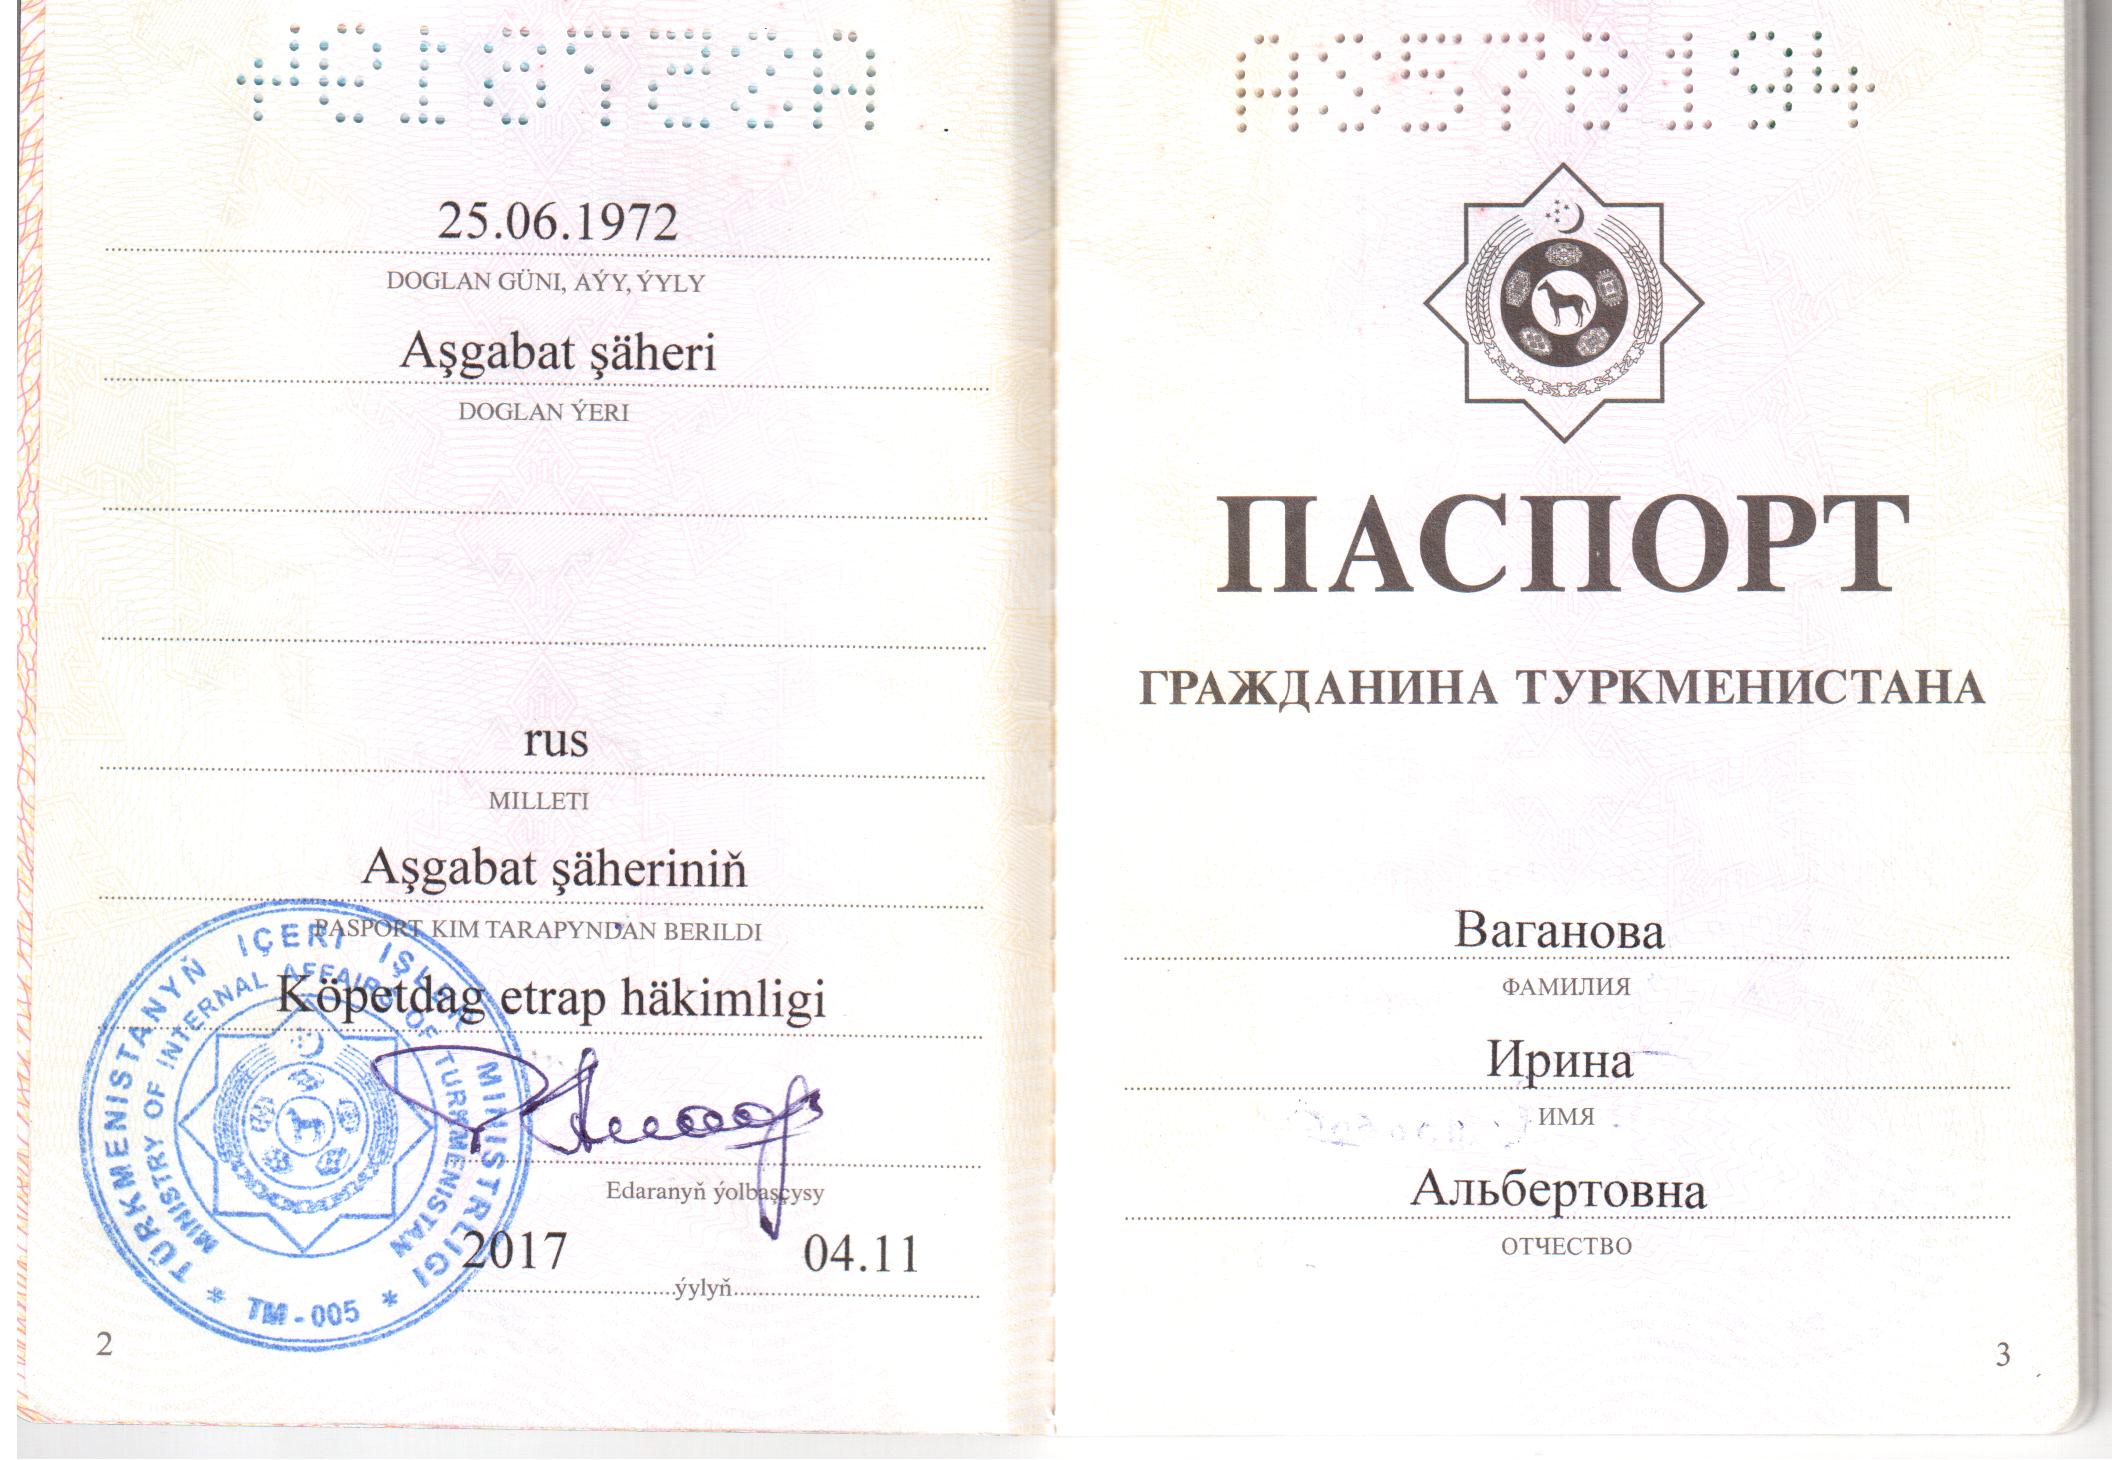 25.06.1972
DOGLAN GÜNI, AÝY, ÝYLY
Aşgabat şäheri
DOGLAN ÝERI
rus
MILLETI
Aşgabat şäheriniň
PASPORT KIM TARAPYNDAN BERILDI
Köpetdag etrap häkimligi
TÜRKMENISTANYŇ IÇERI IŞLER MINISTRLIGI
MINISTRY OF INTERNAL AFFAIRS OF TURKMENISTAN
* TM - 005 *
Edaranyň ýolbaşçysy
2017 ýylyň 04.11
2
AS578194
ПАСПОРТ
ГРАЖДАНИНА ТУРКМЕНИСТАНА
Ваганова
ФАМИЛИЯ
Ирина
ИМЯ
Альбертовна
ОТЧЕСТВО
3